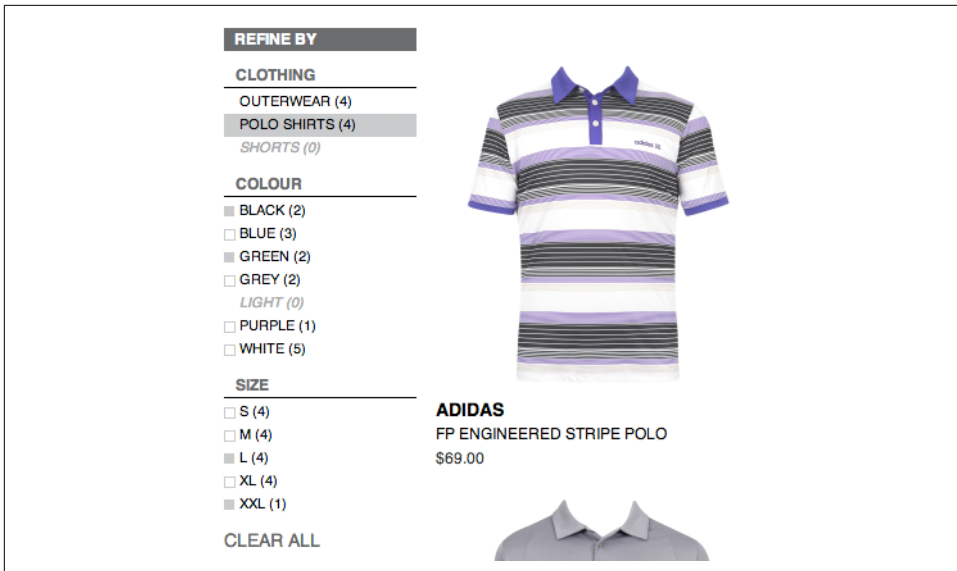 REFINE BY
CLOTHING
OUTERWEAR (4)
POLO SHIRTS (4)
SHORTS (0)
COLOUR
BLACK (2)
BLUE (3)
GREEN (2)
GREY (2)
LIGHT (0)
PURPLE (1)
WHITE (5)
SIZE
S (4)
M (4)
L (4)
XL (4)
XXL (1)
CLEAR ALL
adidas
ADIDAS
FP ENGINEERED STRIPE POLO
$69.00